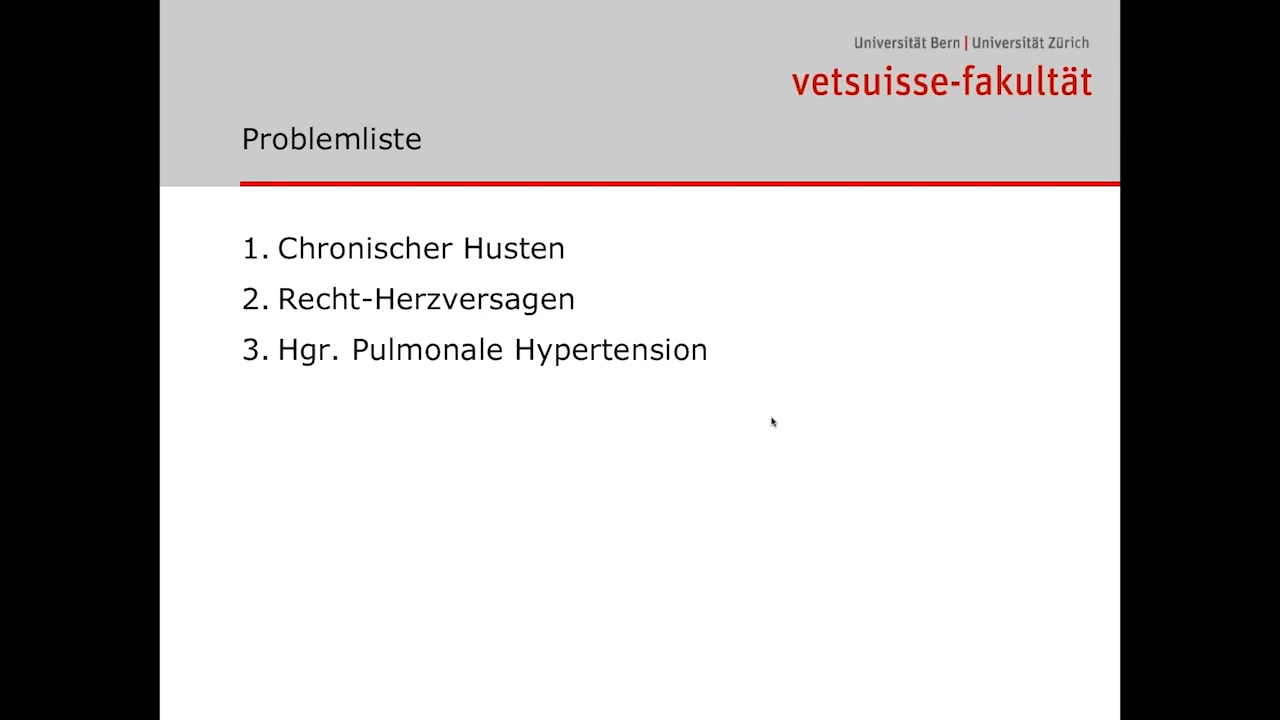 Universität Bern | Universität Zürich
vetsuisse-fakultät
Problemliste
1. Chronischer Husten
2. Recht-Herzversagen
3. Hgr. Pulmonale Hypertension